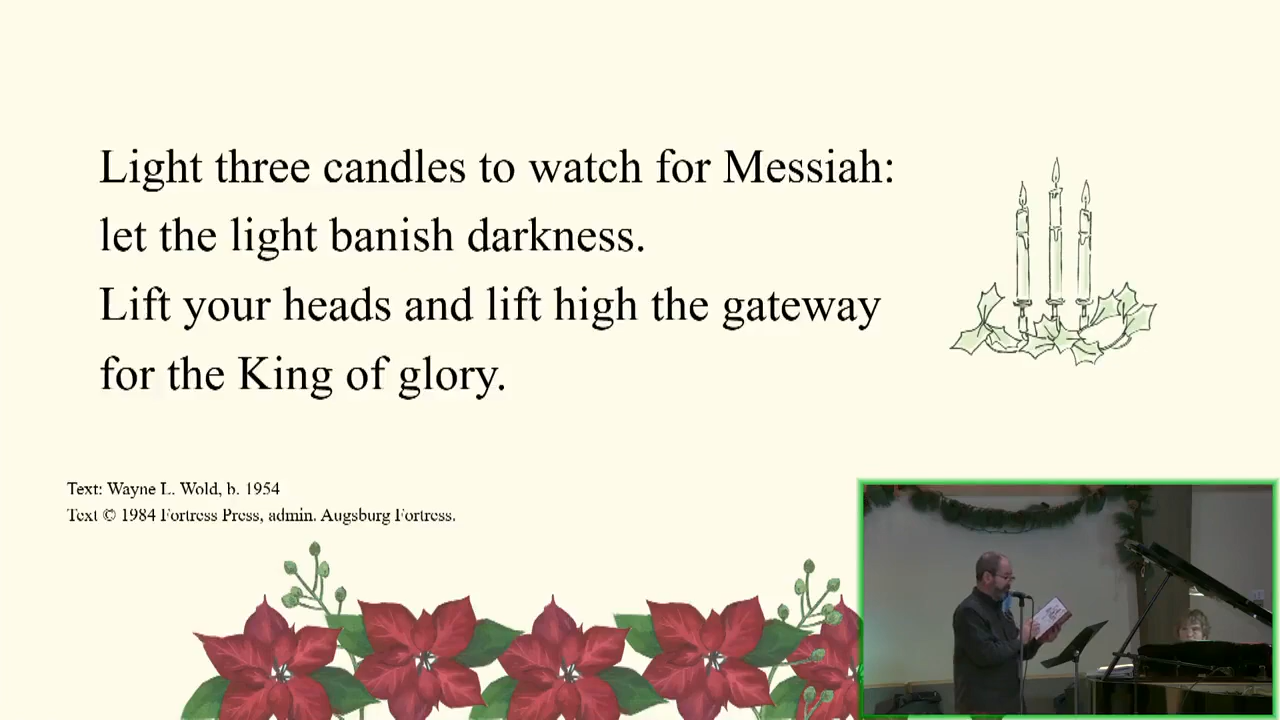 Light three candles to watch for Messiah:
let the light banish darkness.
Lift your heads and lift high the gateway
for the King of glory.
Text: Wayne L. Wold, b. 1954
Text © 1984 Fortress Press, admin. Augsburg Fortress.